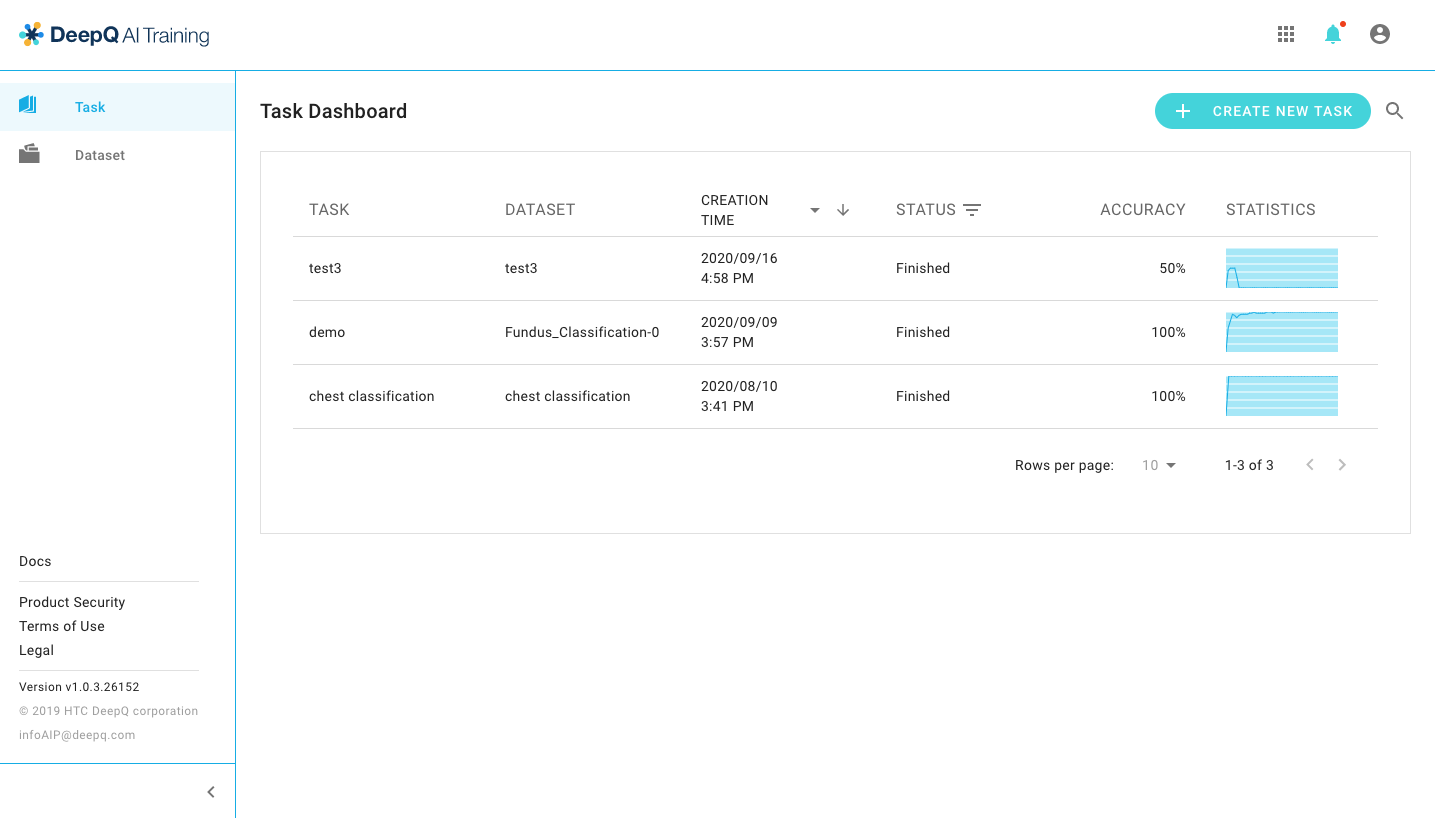 DeepQ AI Training
Task
Dataset
Task Dashboard
CREATE NEW TASK
TASK
DATASET
CREATION
TIME
STATUS
ACCURACY
STATISTICS
test3
test3
2020/09/16
4:58 PM
Finished
50%
demo
Fundus_Classification-0
2020/09/09
3:57 PM
Finished
100%
chest classification
chest classification
2020/08/10
3:41 PM
Finished
100%
Rows per page:
10
1-3 of 3
Docs
Product Security
Terms of Use
Legal
Version v1.0.3.26152
© 2019 HTC DeepQ corporation
infoAIP@deepq.com